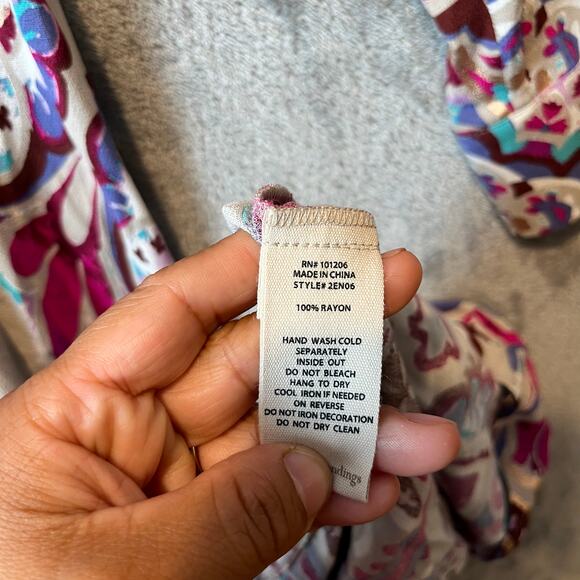 RN# 101206
MADE IN CHINA
STYLE# 2EN06
100% RAYON
HAND WASH COLD
SEPARATELY
INSIDE OUT
DO NOT BLEACH
HANG TO DRY
COOL IRON IF NEEDED
ON REVERSE
DO NOT IRON DECORATION
DO NOT DRY CLEAN